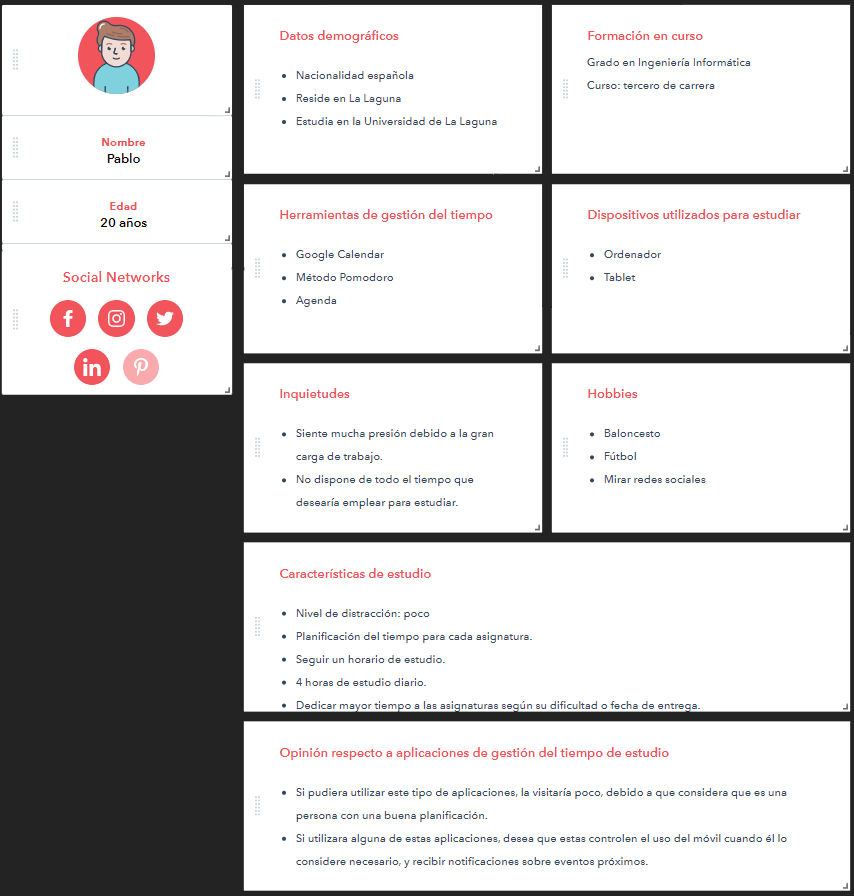 Nombre
Pablo
Edad
20 años
Social Networks
in
Datos demográficos
Nacionalidad española
Reside en La Laguna
Estudia en la Universidad de La Laguna
Formación en curso
Grado en Ingeniería Informática
Curso: tercero de carrera
Herramientas de gestión del tiempo
Google Calendar
Método Pomodoro
Agenda
Dispositivos utilizados para estudiar
Ordenador
Tablet
Inquietudes
Siente mucha presión debido a la gran
carga de trabajo.
No dispone de todo el tiempo que
desearía emplear para estudiar.
Hobbies
Baloncesto
Fútbol
Mirar redes sociales
Características de estudio
Nivel de distracción: poco
Planificación del tiempo para cada asignatura.
Seguir un horario de estudio.
4 horas de estudio diario.
Dedicar mayor tiempo a las asignaturas según su dificultad o fecha de entrega.
Opinión respecto a aplicaciones de gestión del tiempo de estudio
Si pudiera utilizar este tipo de aplicaciones, la visitaría poco, debido a que considera que es una
persona con una buena planificación.
Si utilizara alguna de estas aplicaciones, desea que estas controlen el uso del móvil cuando él lo
considere necesario, y recibir notificaciones sobre eventos próximos.